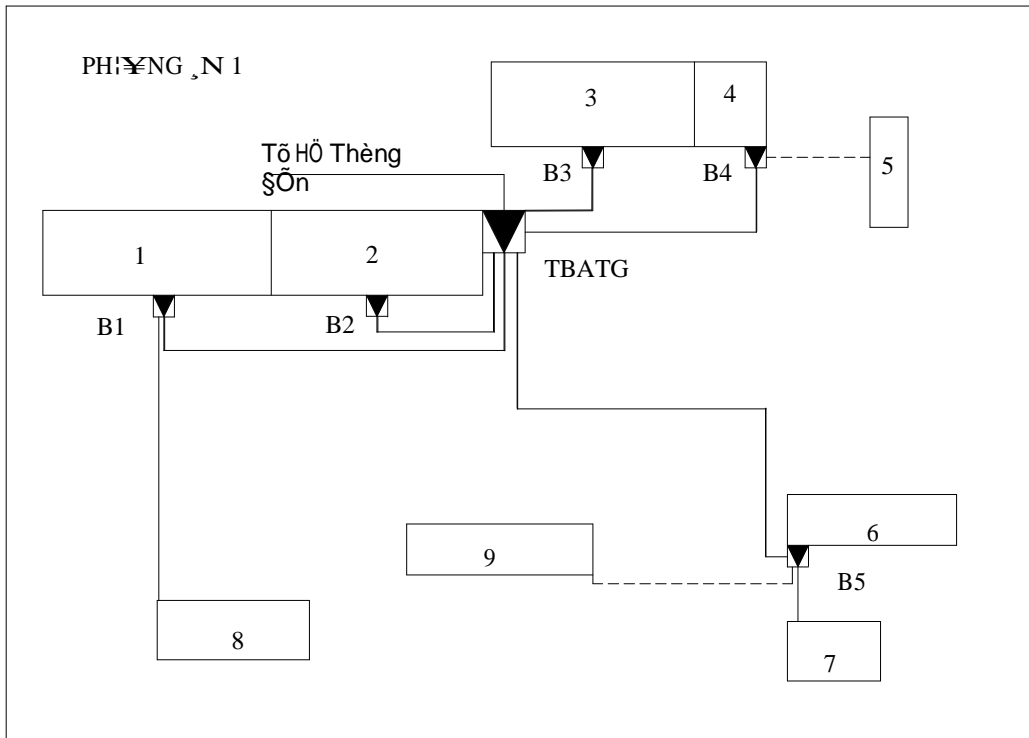 PH¦¥NG ¸N 1
3
4
Tõ HÖ Thèng
§Õn
B3
B4
5
1
2
TBATG
B1
B2
6
9
B5
8
7